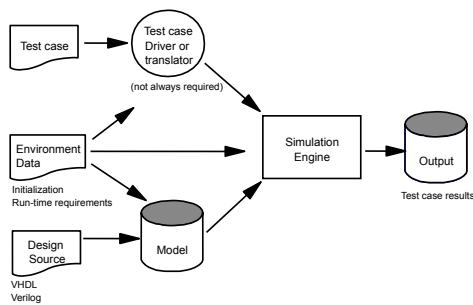 Test case
Test case
Driver or
translator
(not always required)
Environment
Data
Initialization
Run-time requirements
Simulation
Engine
Output
Test case results
Design
Source
Model
VHDL
Verilog